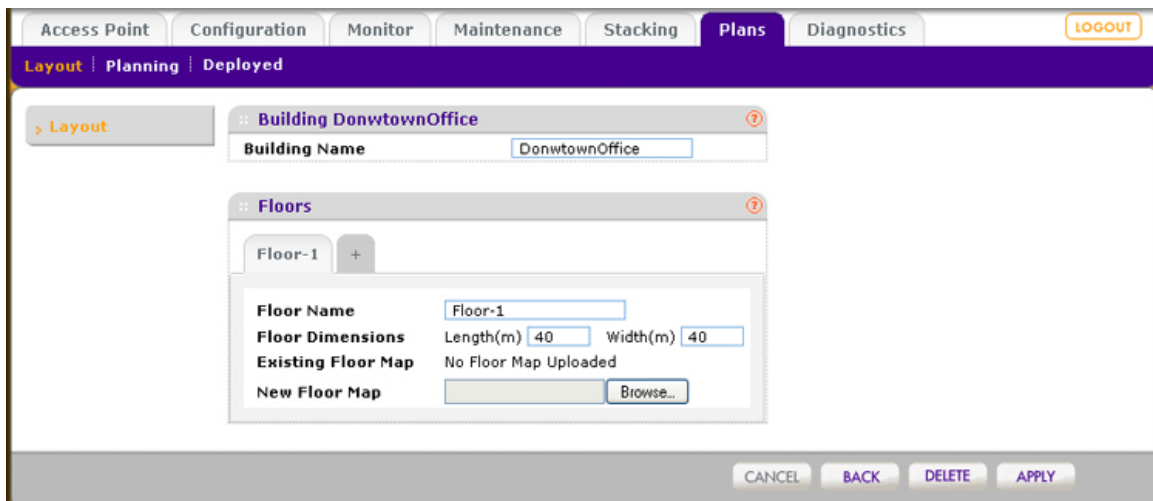 Access Point Configuration Monitor Maintenance Stacking Plans Diagnostics LOGOUT
Layout Planning Deployed
Layout
Building DonwtownOffice ?
Building Name DonwtownOffice
Floors ?
Floor-1 +
Floor Name Floor-1
Floor Dimensions Length(m) 40 Width(m) 40
Existing Floor Map No Floor Map Uploaded
New Floor Map Browse...
CANCEL BACK DELETE APPLY